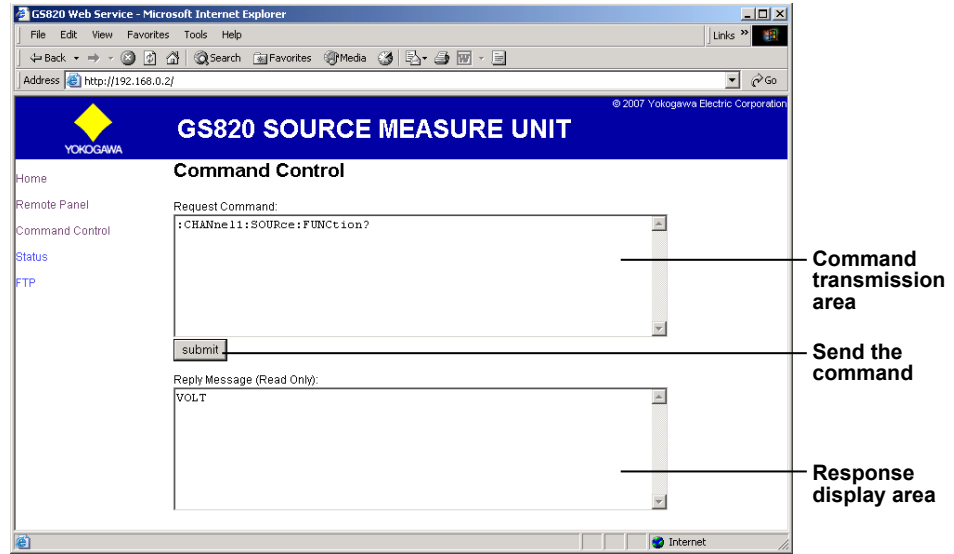 GS820 Web Service - Microsoft Internet Explorer
File Edit View Favorites Tools Help
Links »
Back Search Favorites Media
Address http://192.168.0.2/ Go
© 2007 Yokogawa Electric Corporation
YOKOGAWA
GS820 SOURCE MEASURE UNIT
Home
Remote Panel
Command Control
Status
FTP
Command Control
Request Command:
:CHANnel1:SOURce:FUNCtion?
submit
Reply Message (Read Only):
VOLT
Internet
Command
transmission
area
Send the
command
Response
display area